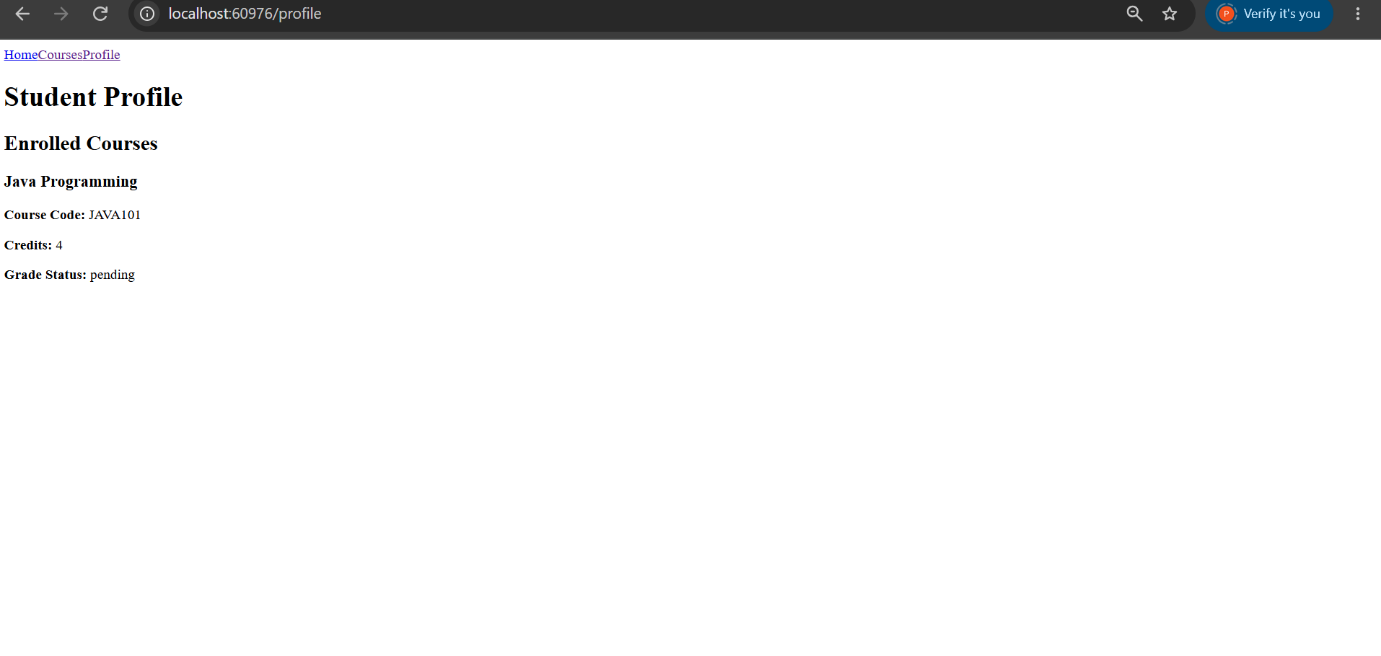 localhost:60976/profile
Verify it's you
P
HomeCoursesProfile
Student Profile
Enrolled Courses
Java Programming
Course Code: JAVA101
Credits: 4
Grade Status: pending